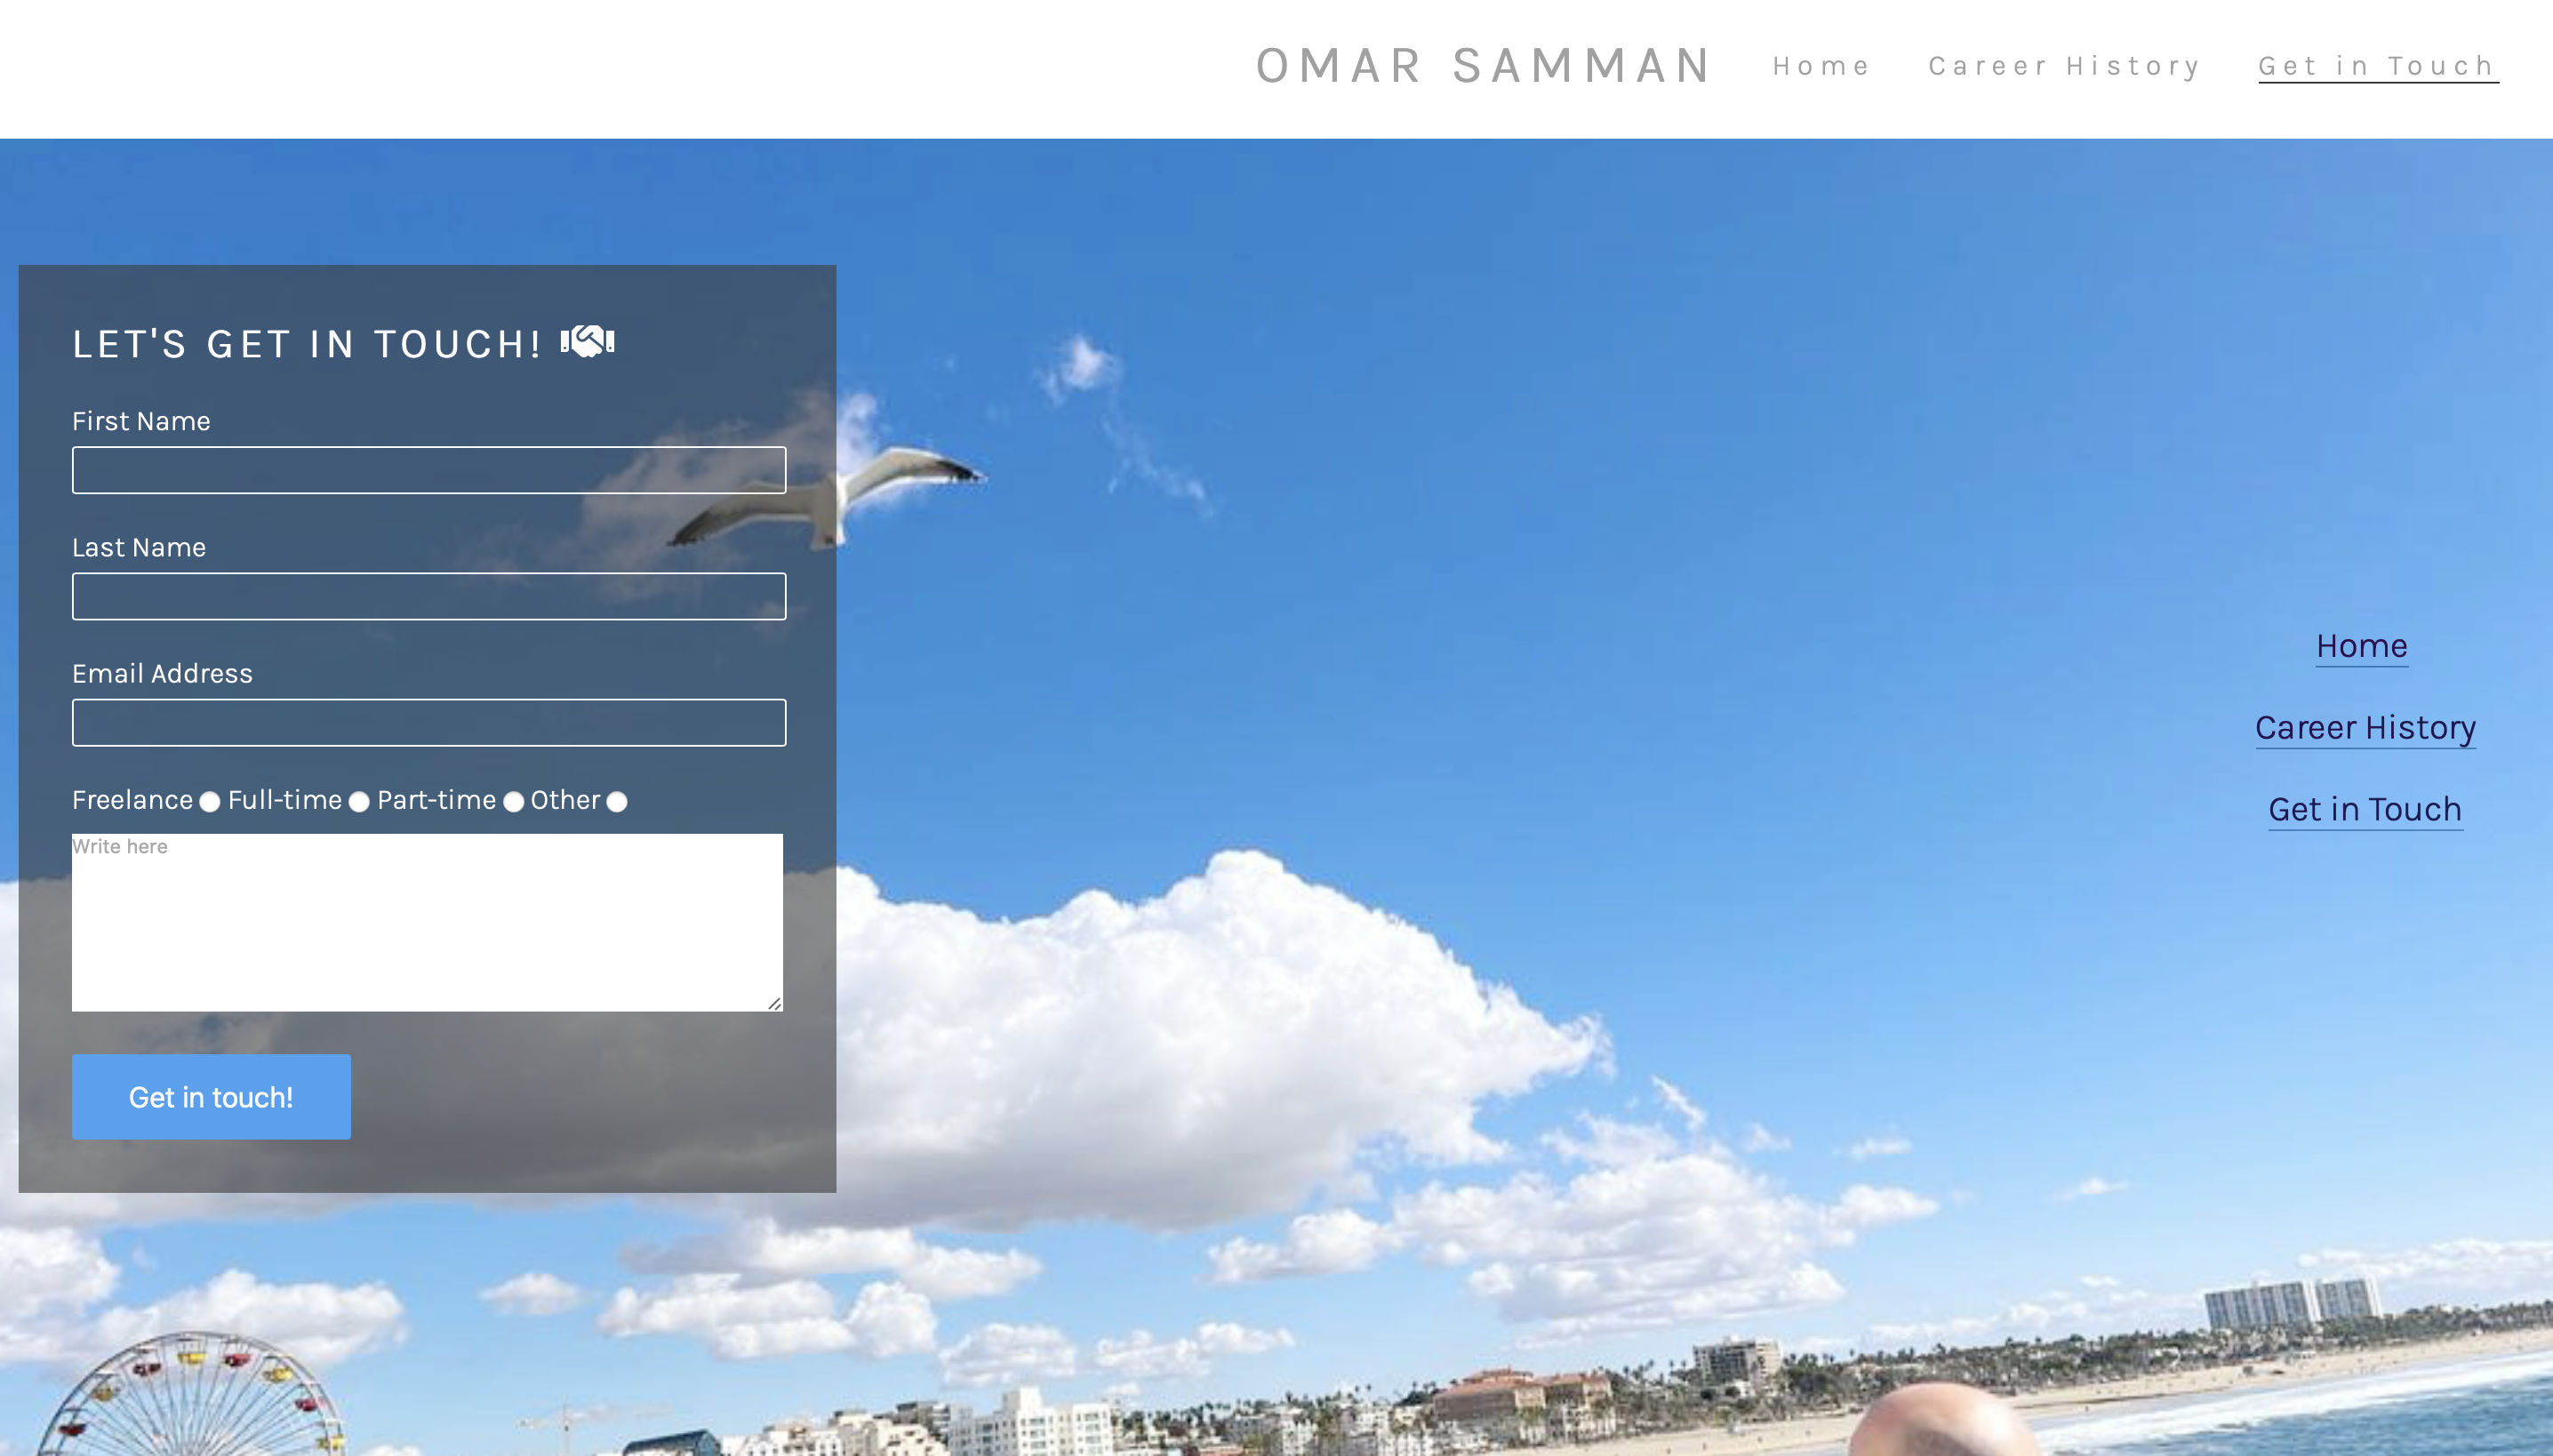 OMAR SAMMAN Home Career History Get in Touch
LET'S GET IN TOUCH!
First Name
Last Name
Email Address
Freelance Full-time Part-time Other
Write here
Get in touch!
Home
Career History
Get in Touch